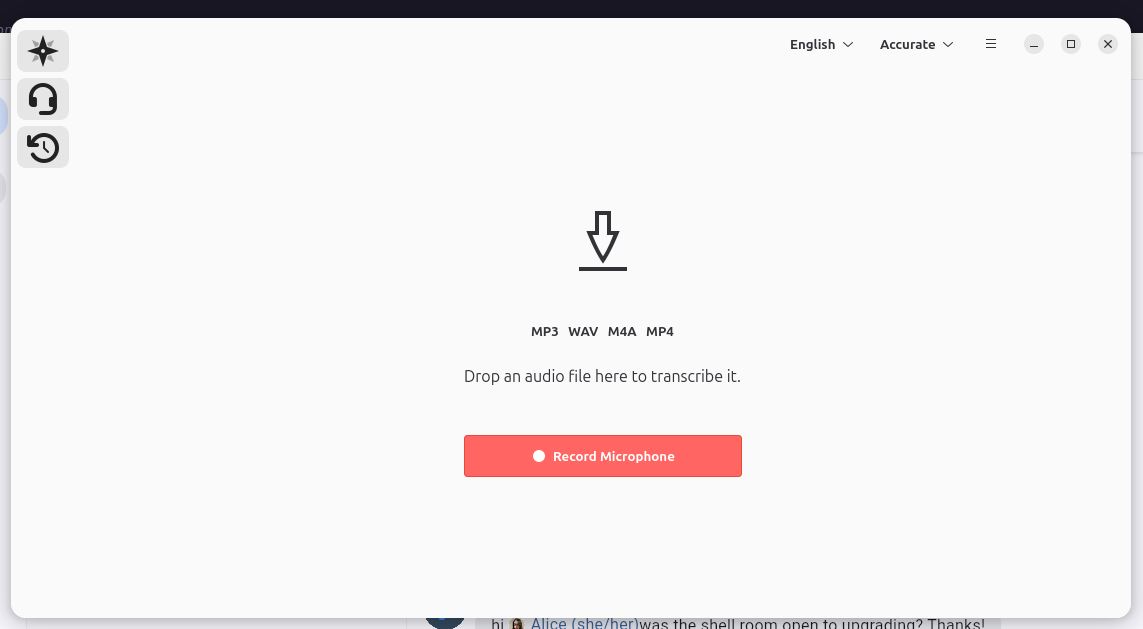 English Accurate
MP3 WAV M4A MP4
Drop an audio file here to transcribe it.
Record Microphone
hi Alice (she/her)was the shell room open to upgrading? Thanks!